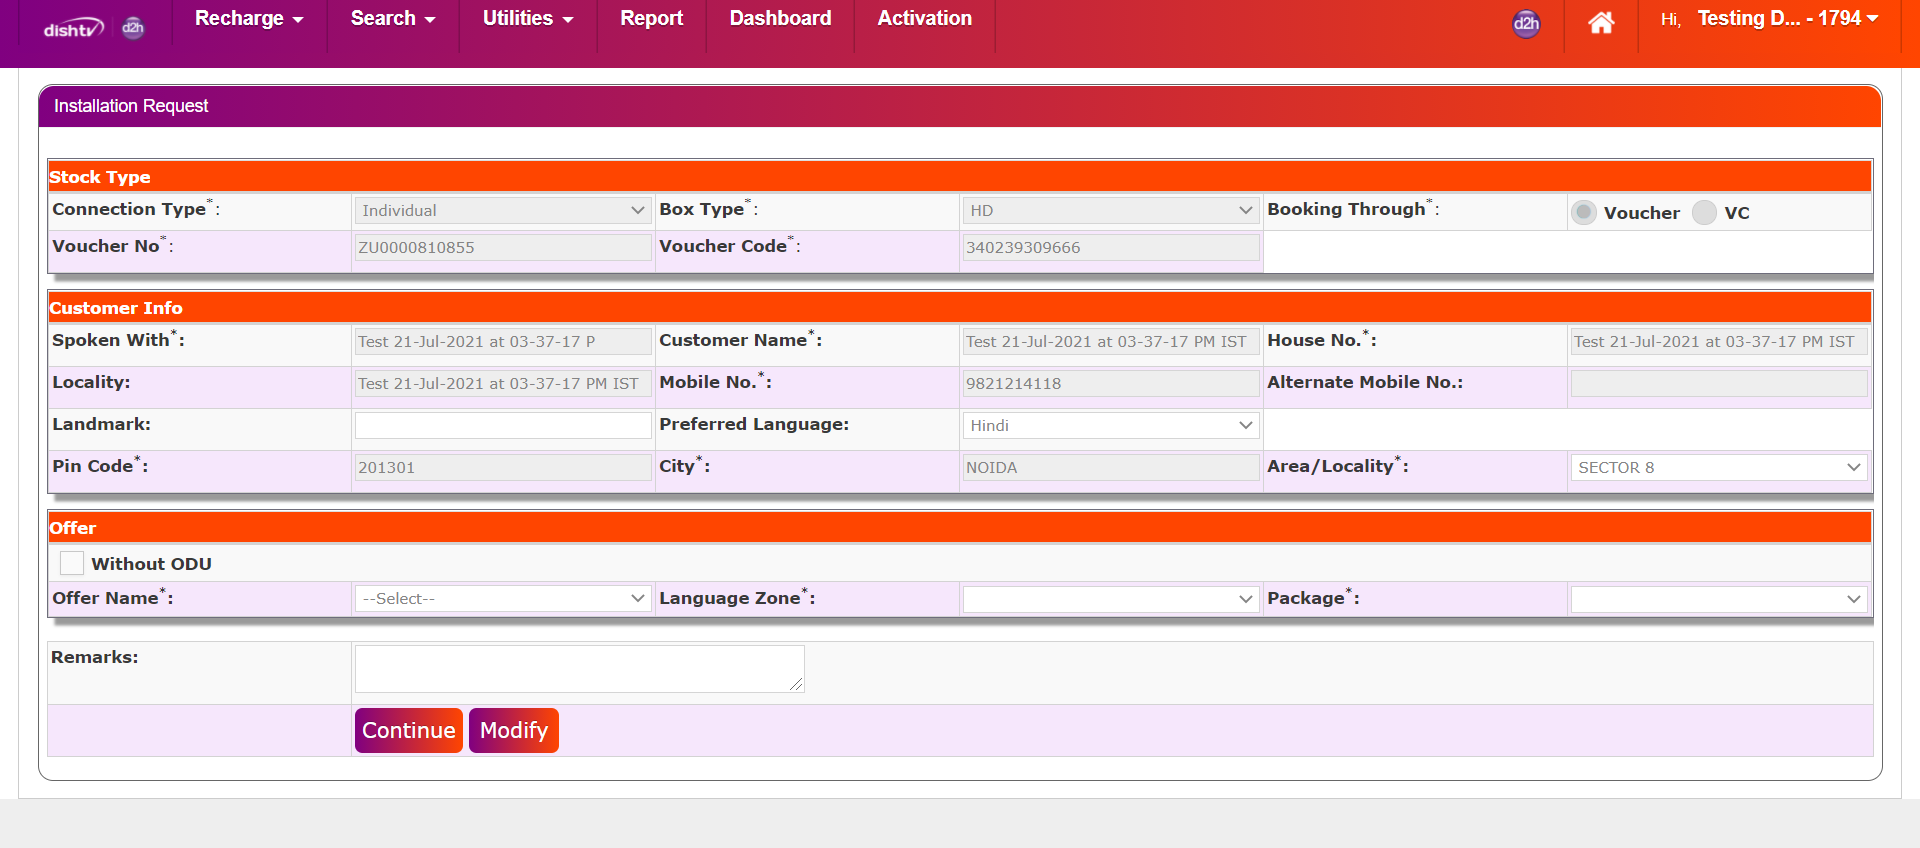 dishtv d2h Recharge Search Utilities Report Dashboard Activation d2h Hi, Testing D... - 1794
Installation Request
Stock Type
Connection Type*: Individual Box Type*: HD Booking Through*: Voucher VC
Voucher No*: ZU0000810855 Voucher Code*: 340239309666
Customer Info
Spoken With*: Test 21-Jul-2021 at 03-37-17 P Customer Name*: Test 21-Jul-2021 at 03-37-17 PM IST House No.*: Test 21-Jul-2021 at 03-37-17 PM IST
Locality: Test 21-Jul-2021 at 03-37-17 PM IST Mobile No.*: 9821214118 Alternate Mobile No.:
Landmark: Preferred Language: Hindi
Pin Code*: 201301 City*: NOIDA Area/Locality*: SECTOR 8
Offer
Without ODU
Offer Name*: --Select-- Language Zone*: Package*:
Remarks:
Continue Modify